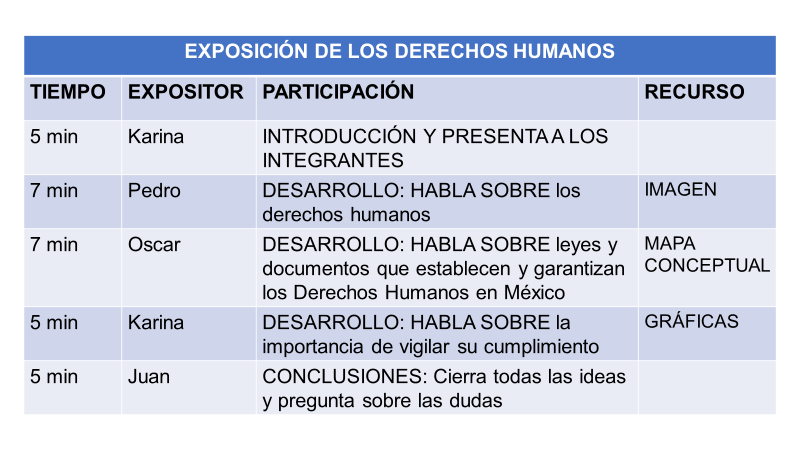 EXPOSICIÓN DE LOS DERECHOS HUMANOS
TIEMPO EXPOSITOR PARTICIPACIÓN RECURSO
5 min Karina INTRODUCCIÓN Y PRESENTA A LOS
INTEGRANTES
7 min Pedro DESARROLLO: HABLA SOBRE los IMAGEN
derechos humanos
7 min Oscar DESARROLLO: HABLA SOBRE leyes y MAPA
documentos que establecen y garantizan CONCEPTUAL
los Derechos Humanos en México
5 min Karina DESARROLLO: HABLA SOBRE la GRÁFICAS
importancia de vigilar su cumplimiento
5 min Juan CONCLUSIONES: Cierra todas las ideas
y pregunta sobre las dudas